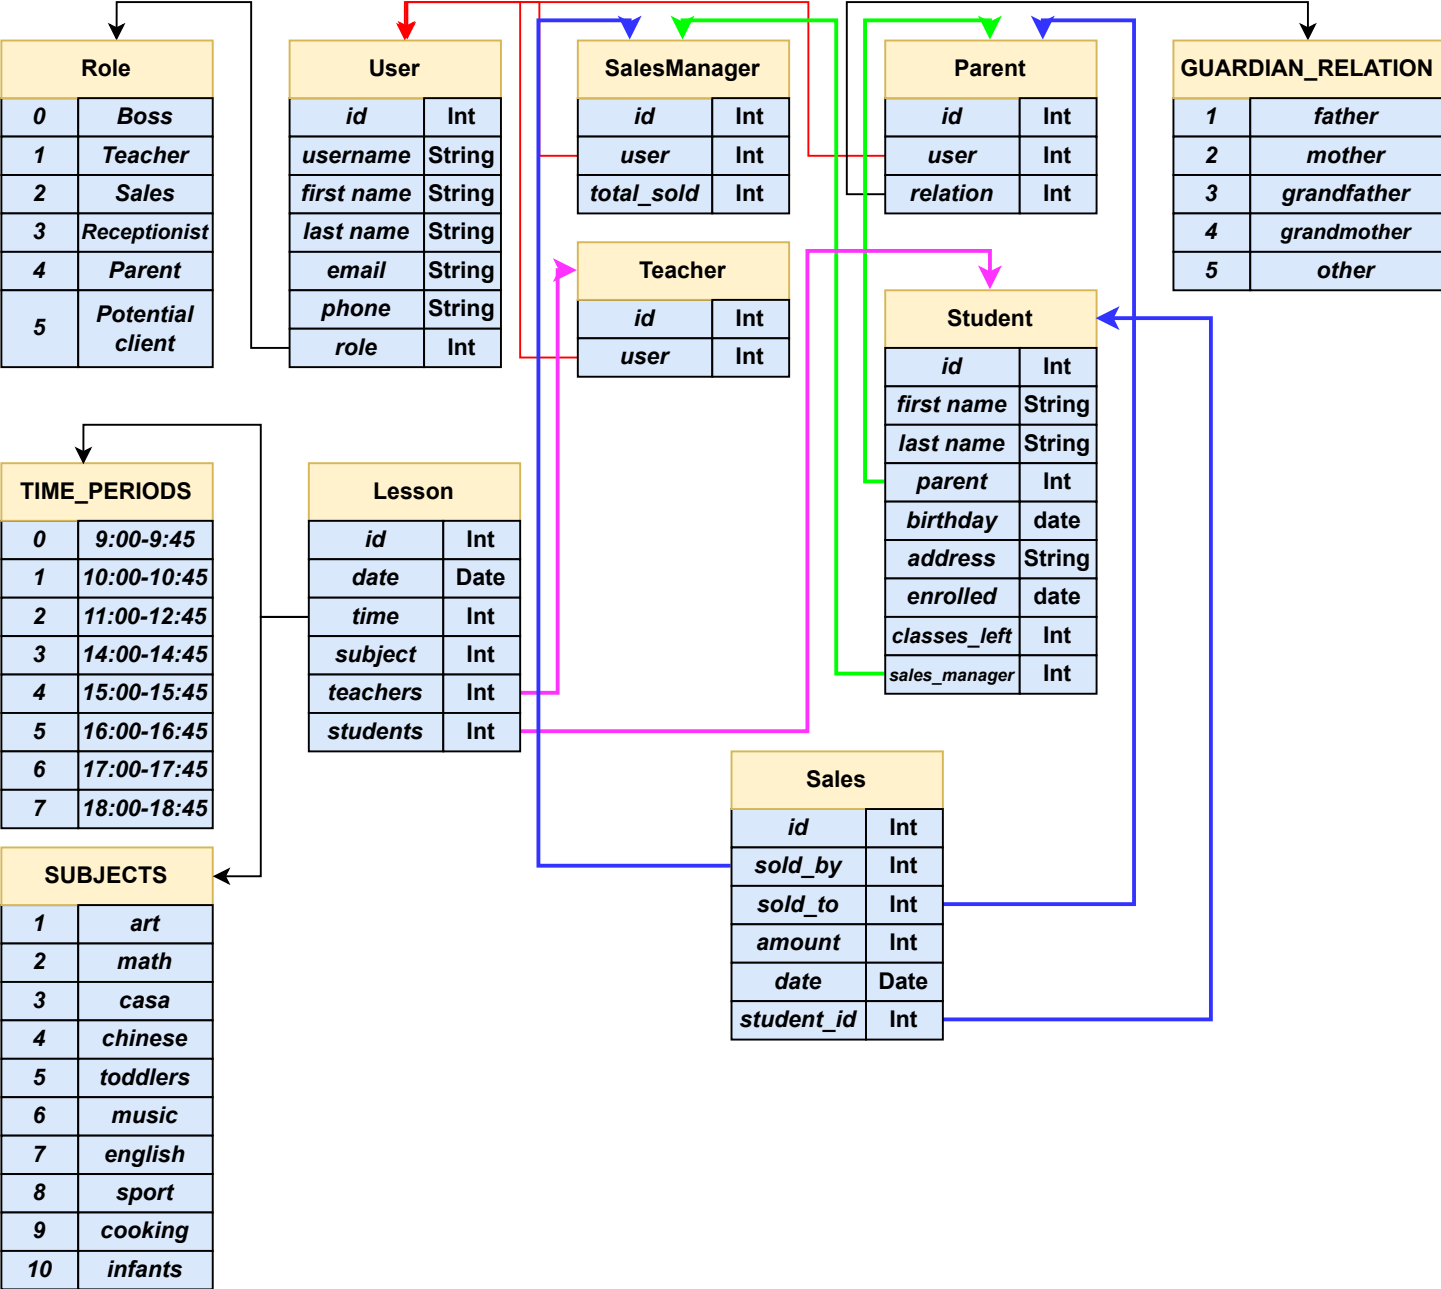 Role
0 Boss
1 Teacher
2 Sales
3 Receptionist
4 Parent
5 Potential
client
User
id Int
username String
first name String
last name String
email String
phone String
role Int
SalesManager
id Int
user Int
total_sold Int
Parent
id Int
user Int
relation Int
GUARDIAN_RELATION
1 father
2 mother
3 grandfather
4 grandmother
5 other
Teacher
id Int
user Int
Student
id Int
first name String
last name String
parent Int
birthday date
address String
enrolled date
classes_left Int
sales_manager Int
TIME_PERIODS
0 9:00-9:45
1 10:00-10:45
2 11:00-12:45
3 14:00-14:45
4 15:00-15:45
5 16:00-16:45
6 17:00-17:45
7 18:00-18:45
Lesson
id Int
date Date
time Int
subject Int
teachers Int
students Int
Sales
id Int
sold_by Int
sold_to Int
amount Int
date Date
student_id Int
SUBJECTS
1 art
2 math
3 casa
4 chinese
5 toddlers
6 music
7 english
8 sport
9 cooking
10 infants